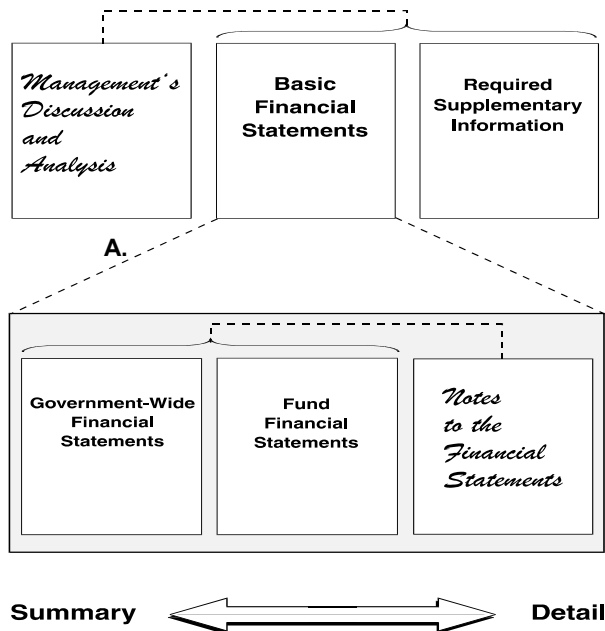 Management's
Discussion
and
Analysis
Basic
Financial
Statements
Required
Supplementary
Information
A.
Government-Wide
Financial
Statements
Fund
Financial
Statements
Notes
to the
Financial
Statements
Summary
Detail